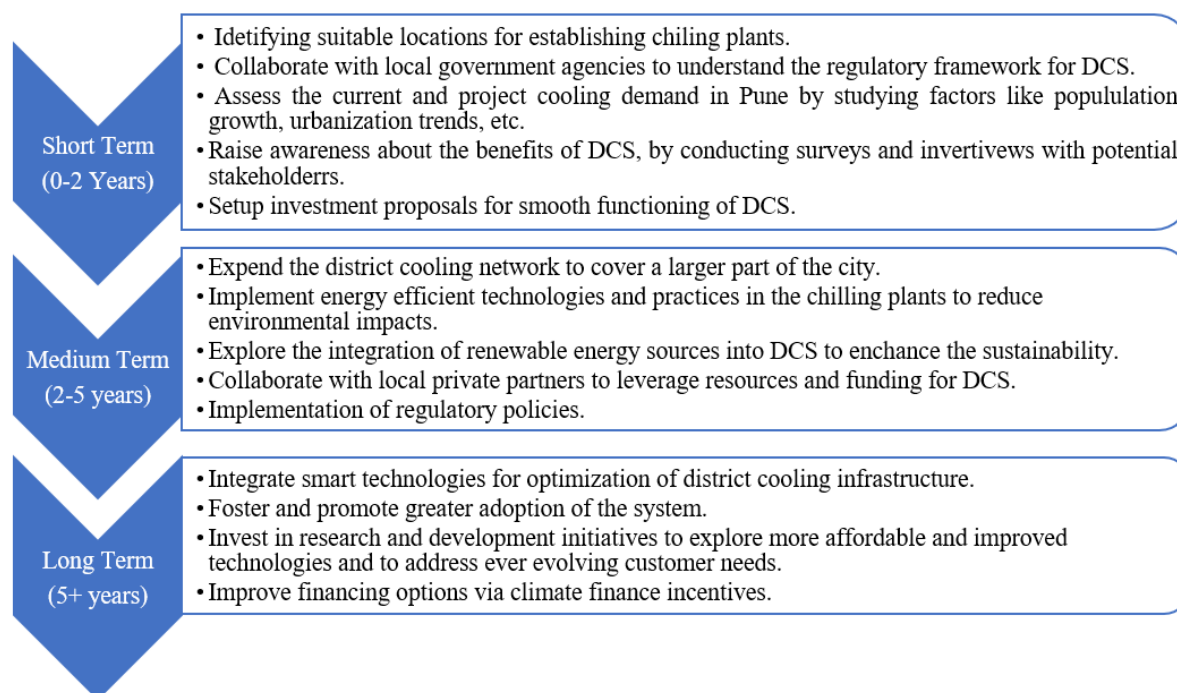 Short Term
(0-2 Years)
• Idetifying suitable locations for establishing chiling plants.
• Collaborate with local government agencies to understand the regulatory framework for DCS.
• Assess the current and project cooling demand in Pune by studying factors like popululation
growth, urbanization trends, etc.
• Raise awareness about the benefits of DCS, by conducting surveys and invertivews with potential
stakeholderrs.
• Setup investment proposals for smooth functioning of DCS.
Medium Term
(2-5 years)
• Expend the district cooling network to cover a larger part of the city.
• Implement energy efficient technologies and practices in the chilling plants to reduce
environmental impacts.
• Explore the integration of renewable energy sources into DCS to enchance the sustainability.
• Collaborate with local private partners to leverage resources and funding for DCS.
• Implementation of regulatory policies.
Long Term
(5+ years)
• Integrate smart technologies for optimization of district cooling infrastructure.
• Foster and promote greater adoption of the system.
• Invest in research and development initiatives to explore more affordable and improved
technologies and to address ever evolving customer needs.
• Improve financing options via climate finance incentives.